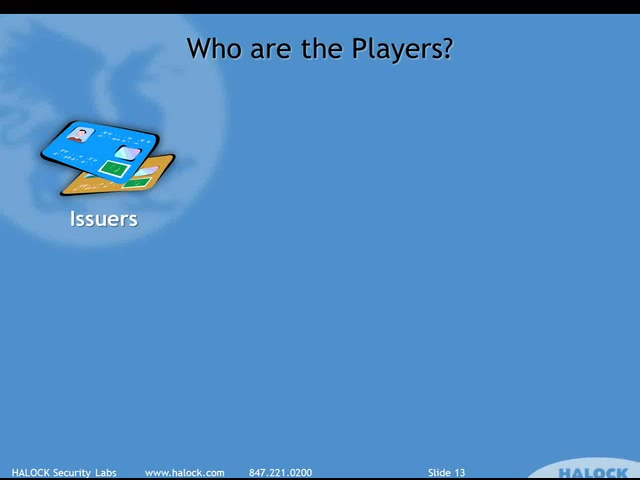 Who are the Players?
Issuers
HALOCK Security Labs www.halock.com 847.221.0200 Slide 13
HALOCK